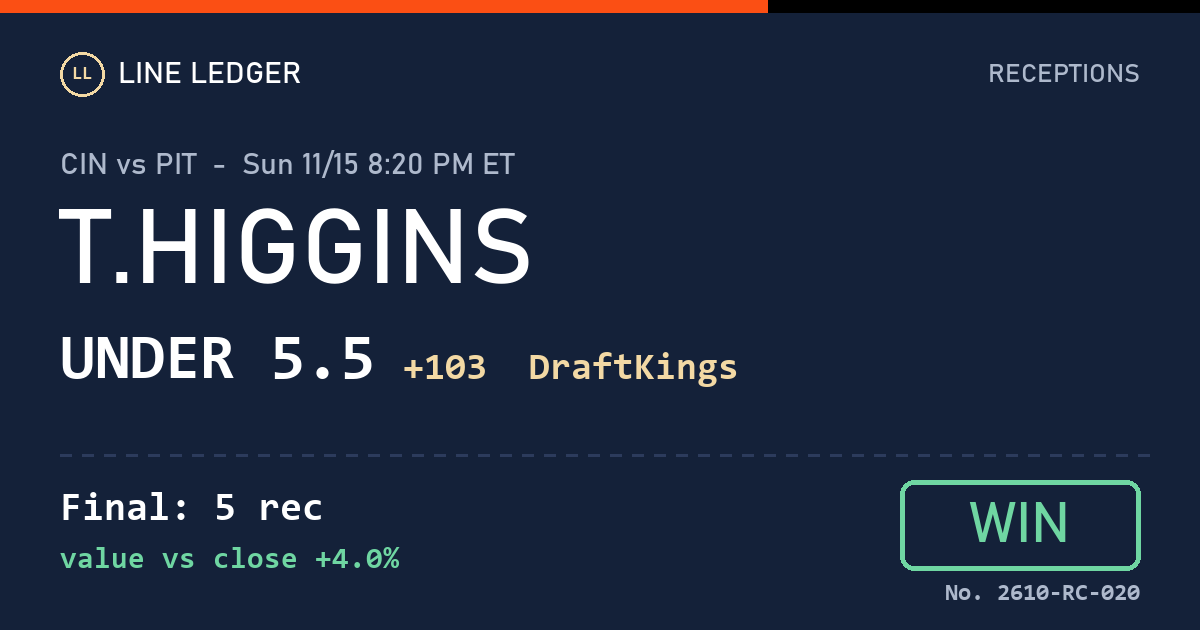 LL LINE LEDGER
RECEPTIONS
CIN vs PIT - Sun 11/15 8:20 PM ET
T.HIGGINS
UNDER 5.5 +103 DraftKings
Final: 5 rec
WIN
value vs close +4.0%
No. 2610-RC-020